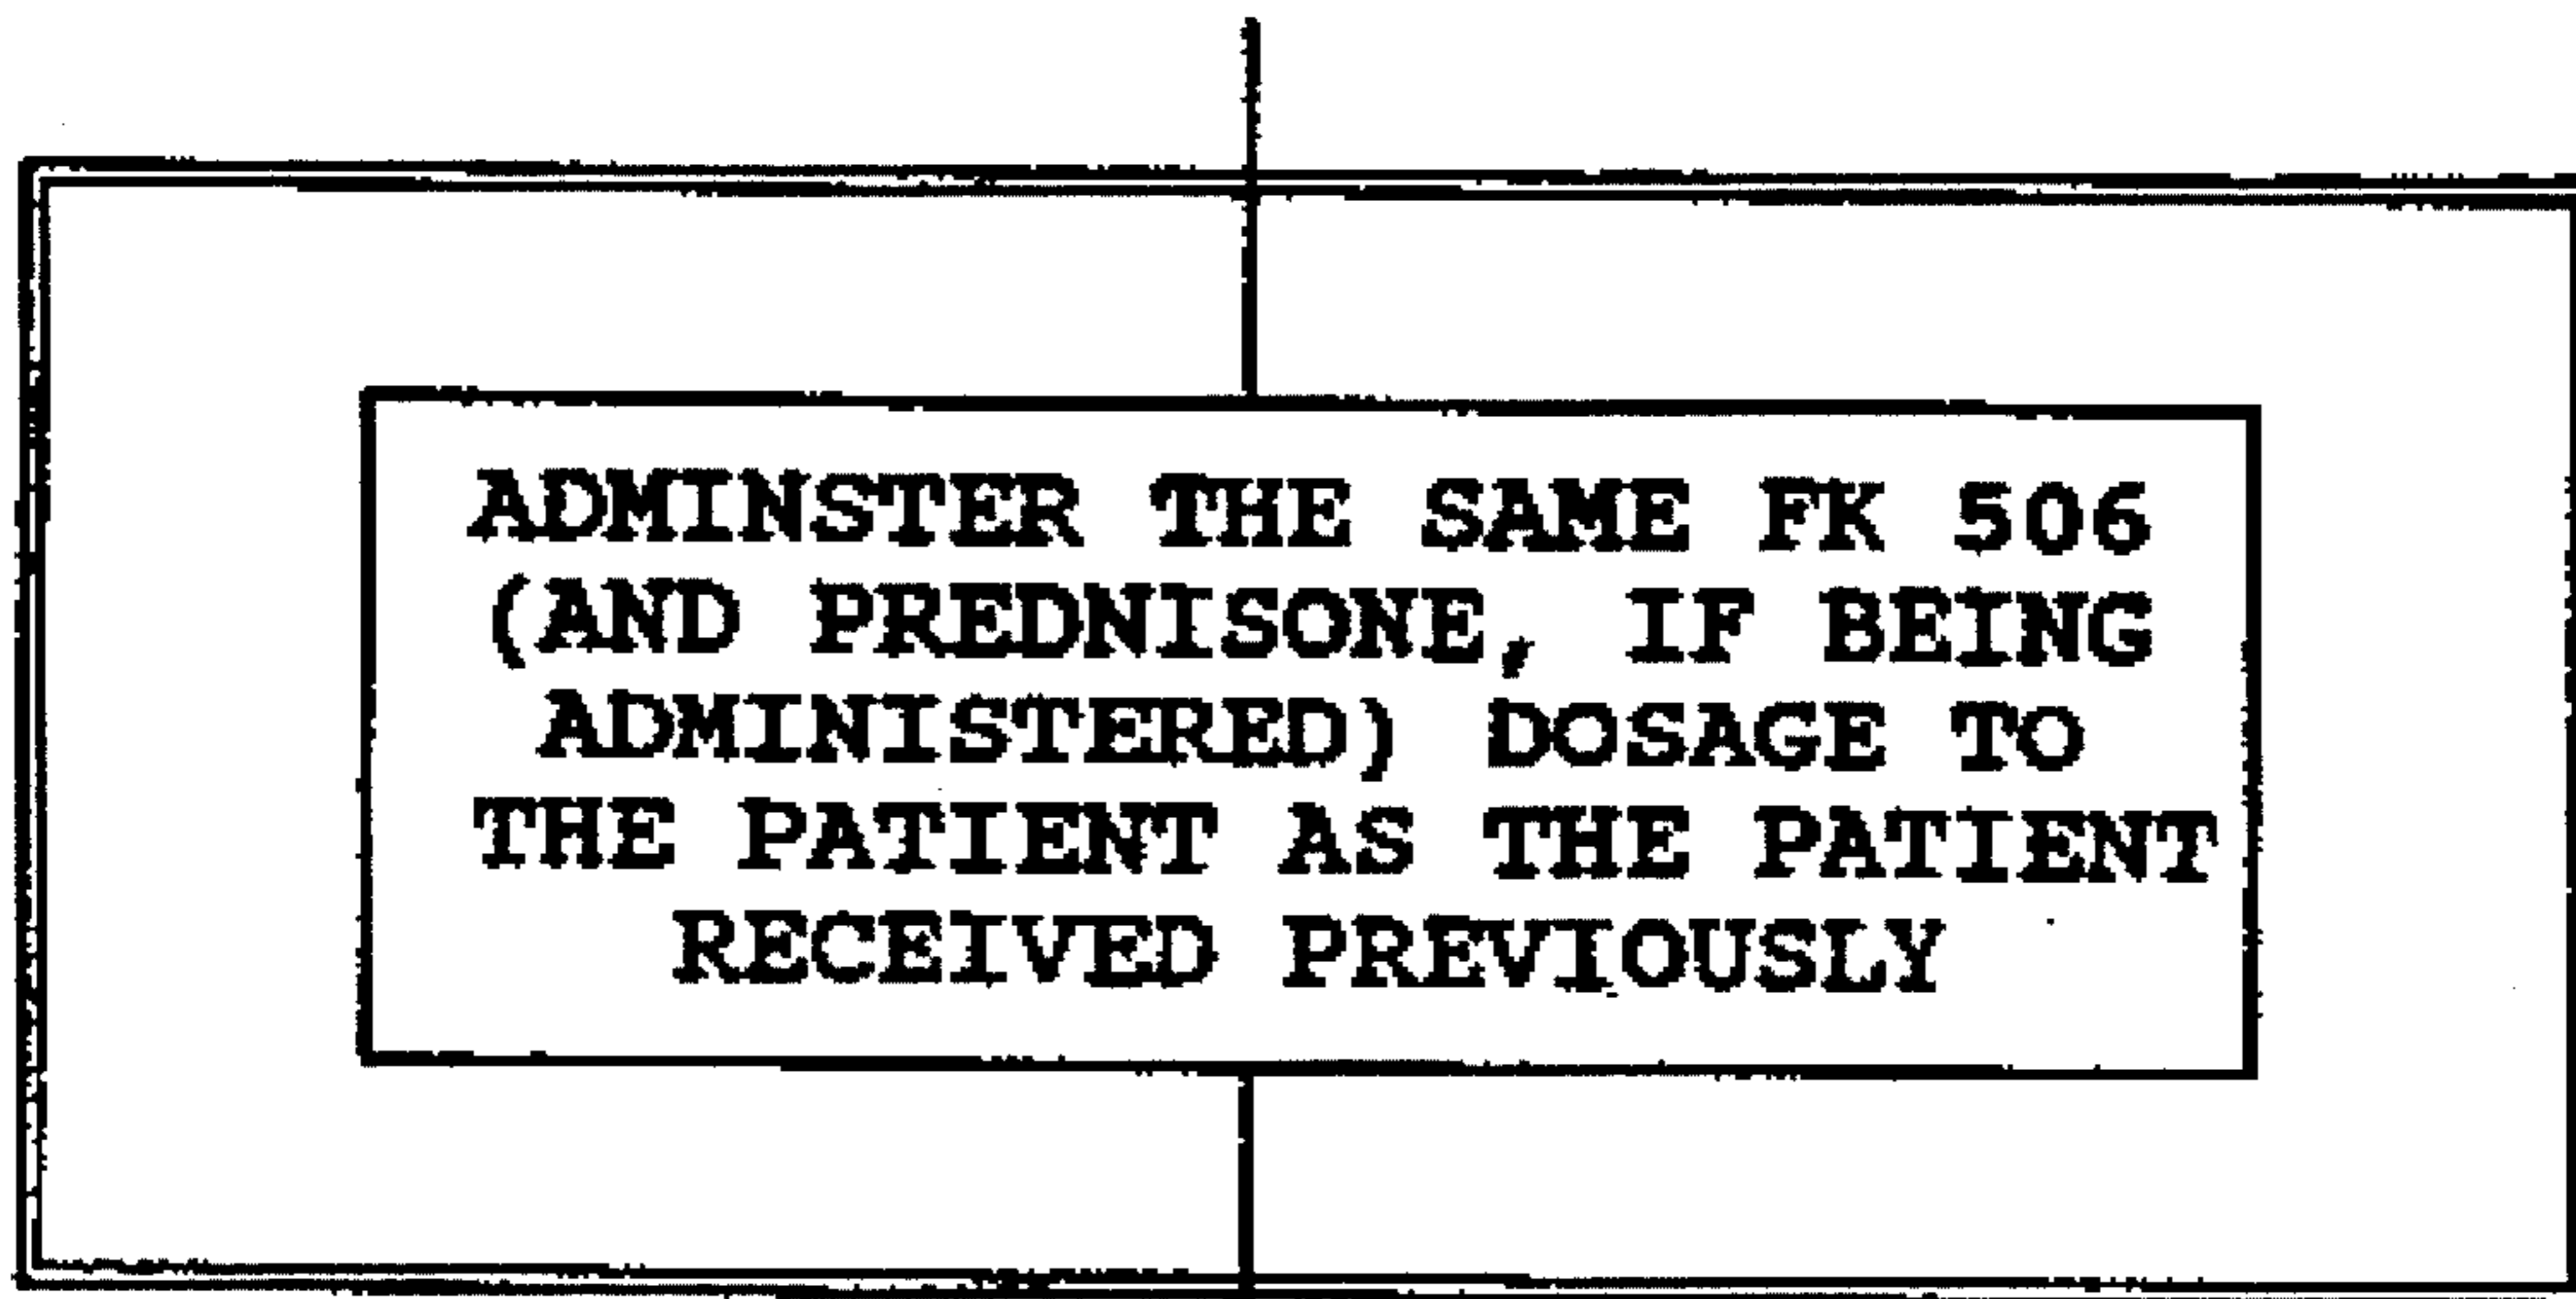 ADMINSTER THE SAME FK 506
(AND PREDNISONE, IF BEING
ADMINISTERED) DOSAGE TO
THE PATIENT AS THE PATIENT
RECEIVED PREVIOUSLY